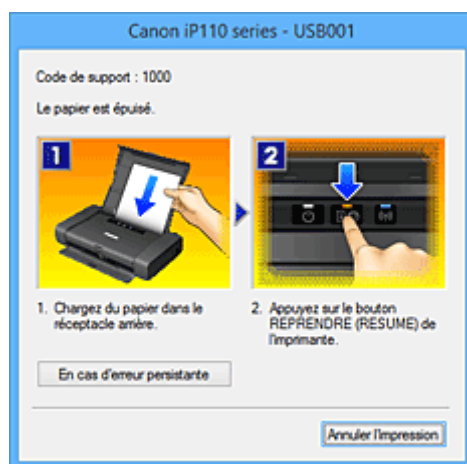 Canon iP110 series - USB001
Code de support : 1000
Le papier est épuisé.
1
2
1. Chargez du papier dans le
réceptacle arrière.
2. Appuyez sur le bouton
REPRENDRE (RESUME) de
l'imprimante.
En cas d'erreur persistante
Annuler l'impression